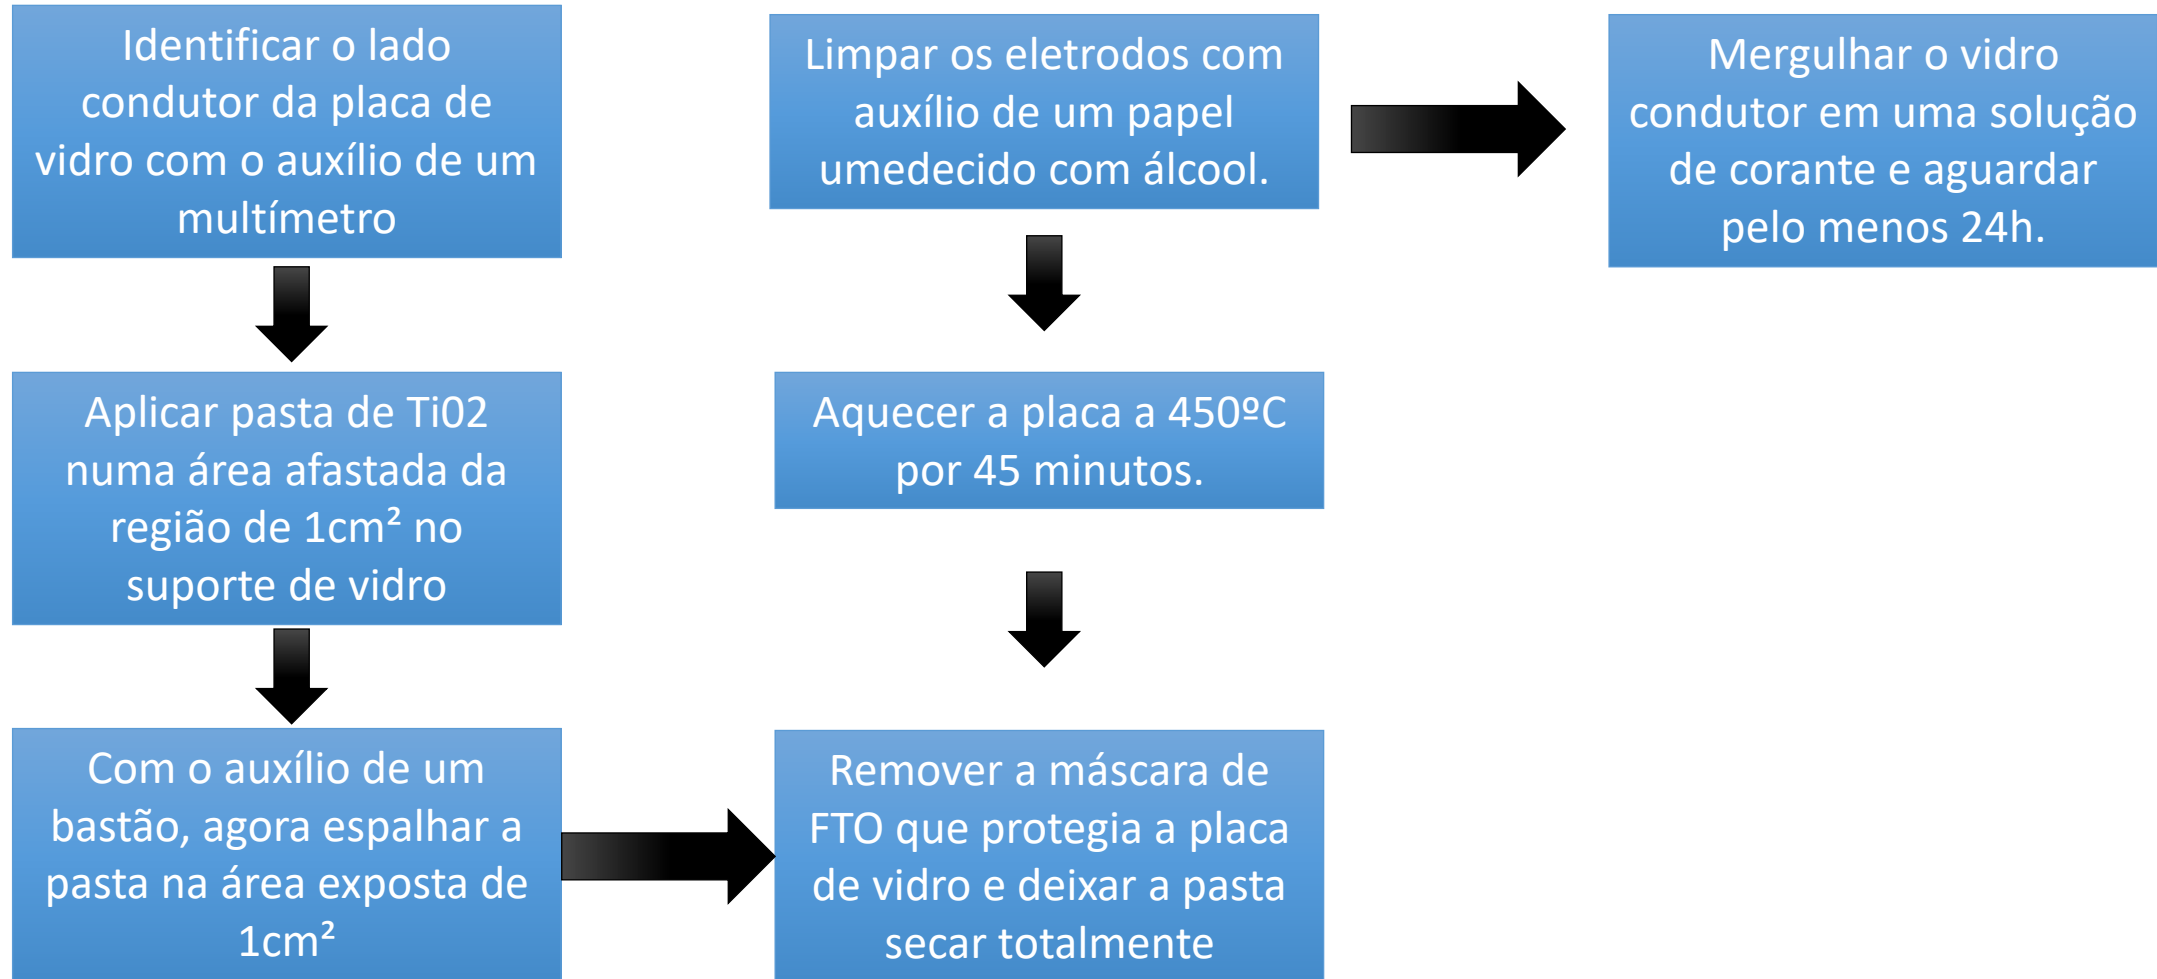 Identificar o lado
condutor da placa de
vidro com o auxílio de um
multímetro
Aplicar pasta de Ti02
numa área afastada da
região de 1cm² no
suporte de vidro
Com o auxílio de um
bastão, agora espalhar a
pasta na área exposta de
1cm²
Limpar os eletrodos com
auxílio de um papel
umedecido com álcool.
Aquecer a placa a 450ºC
por 45 minutos.
Remover a máscara de
FTO que protegia a placa
de vidro e deixar a pasta
secar totalmente
Mergulhar o vidro
condutor em uma solução
de corante e aguardar
pelo menos 24h.